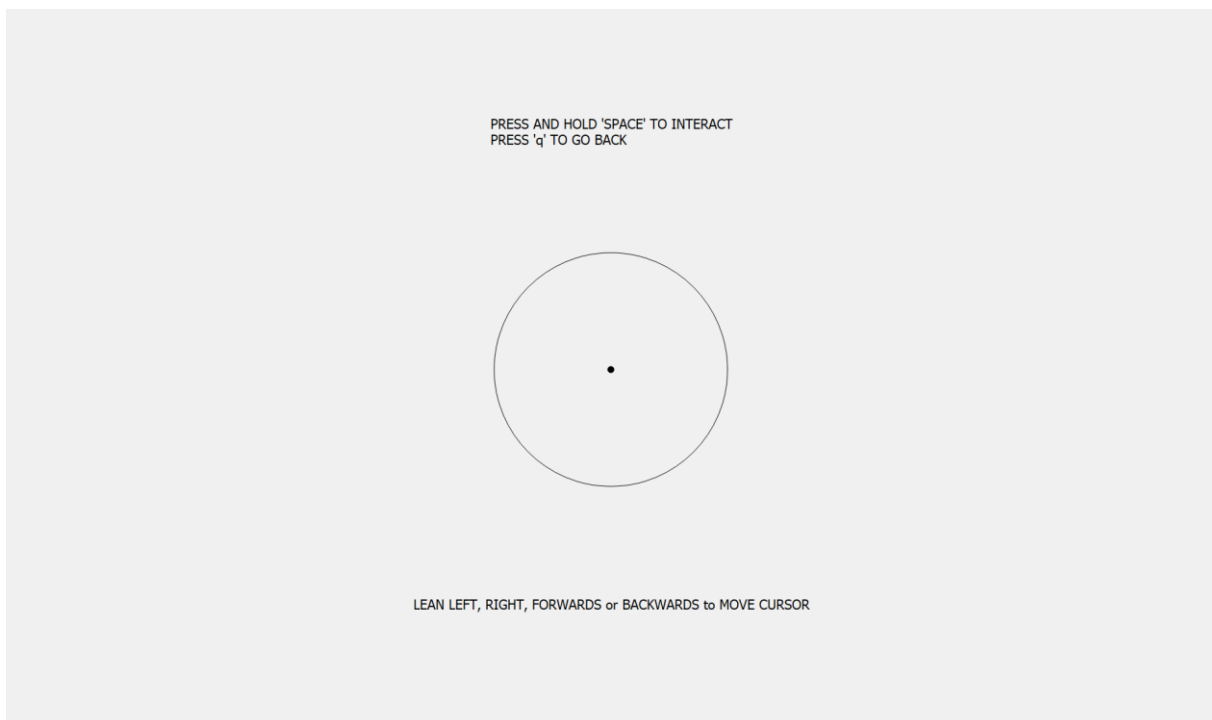 PRESS AND HOLD 'SPACE' TO INTERACT
PRESS 'q' TO GO BACK
LEAN LEFT, RIGHT, FORWARDS or BACKWARDS to MOVE CURSOR